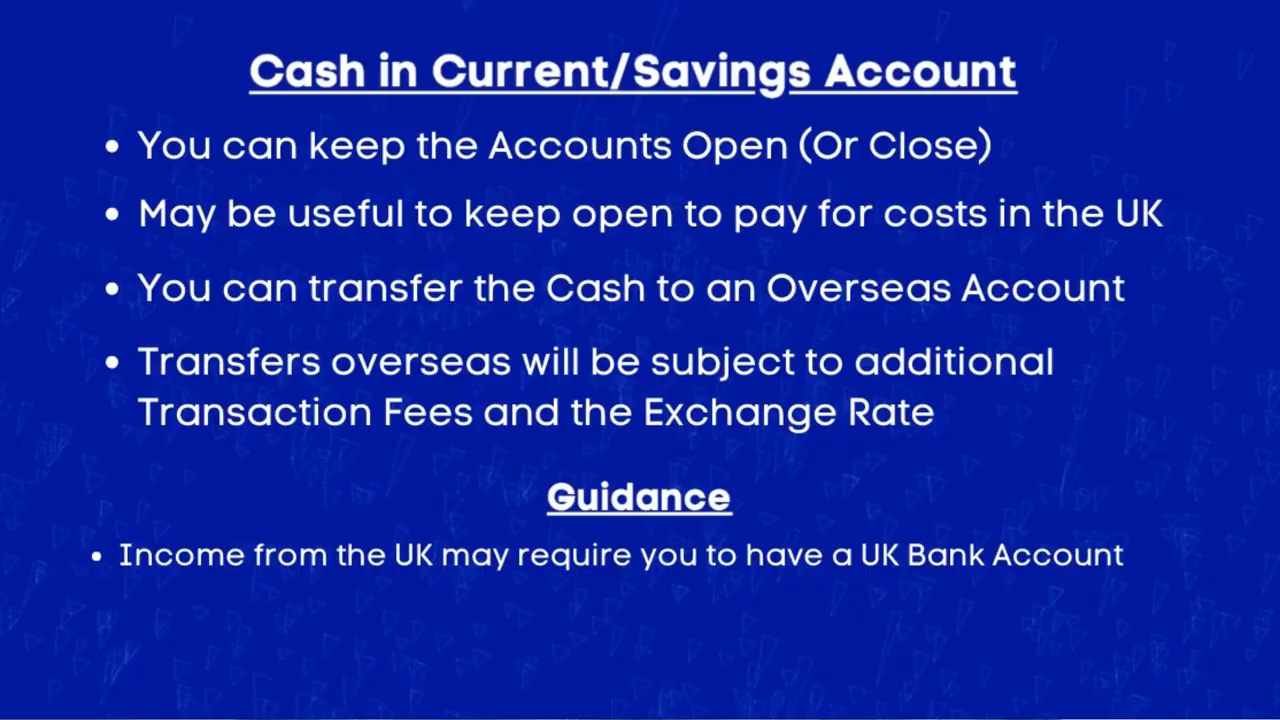 Cash in Current/Savings Account
• You can keep the Accounts Open (Or Close)
• May be useful to keep open to pay for costs in the UK
• You can transfer the Cash to an Overseas Account
• Transfers overseas will be subject to additional
Transaction Fees and the Exchange Rate
Guidance
• Income from the UK may require you to have a UK Bank Account